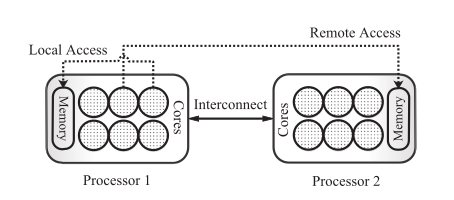 Remote Access
Local Access
Memory
Cores
Interconnect
Cores
Memory
Processor 1
Processor 2